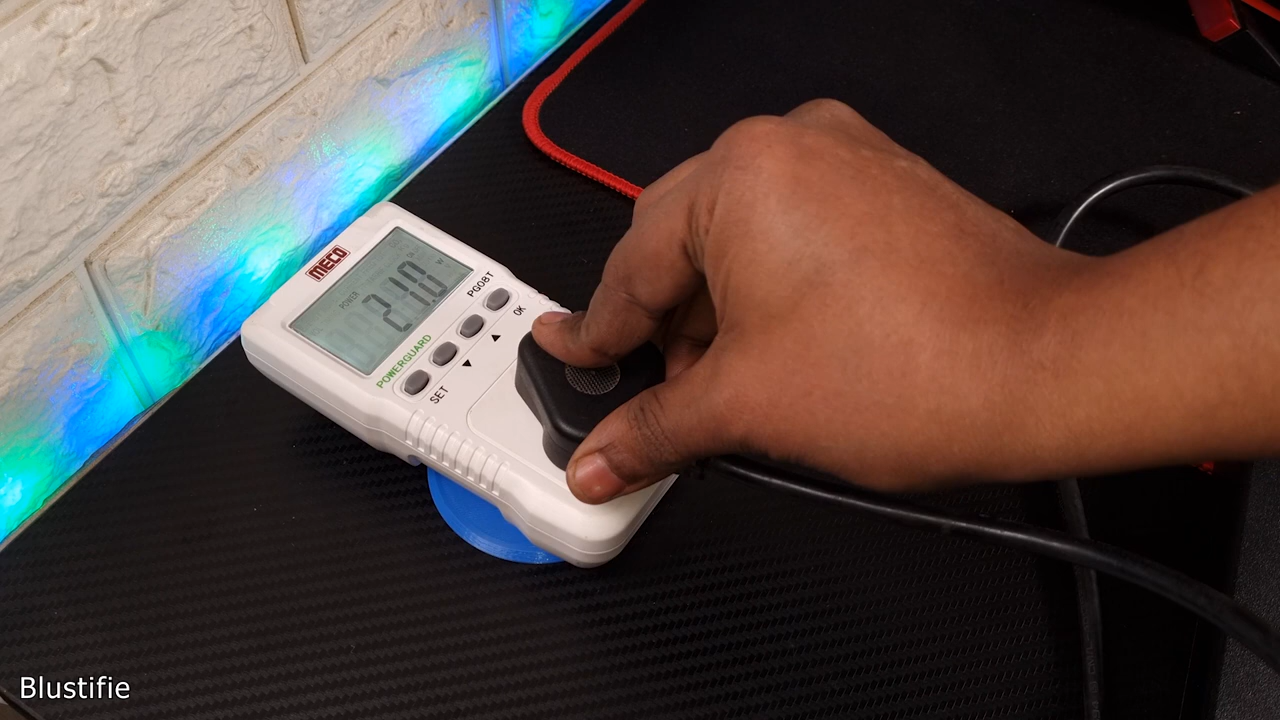 MECO
POWER
21.0
W
POWERGUARD
PG08T
SET
▼
▲
OK
Blustifie